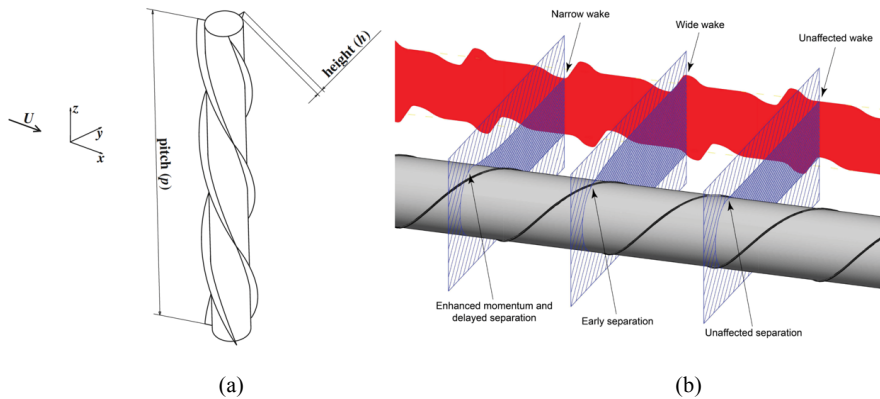 height (h)
U
z
y
x
pitch (p)
(a)
Narrow wake
Wide wake
Unaffected wake
Enhanced momentum and
delayed separation
Early separation
Unaffected separation
(b)